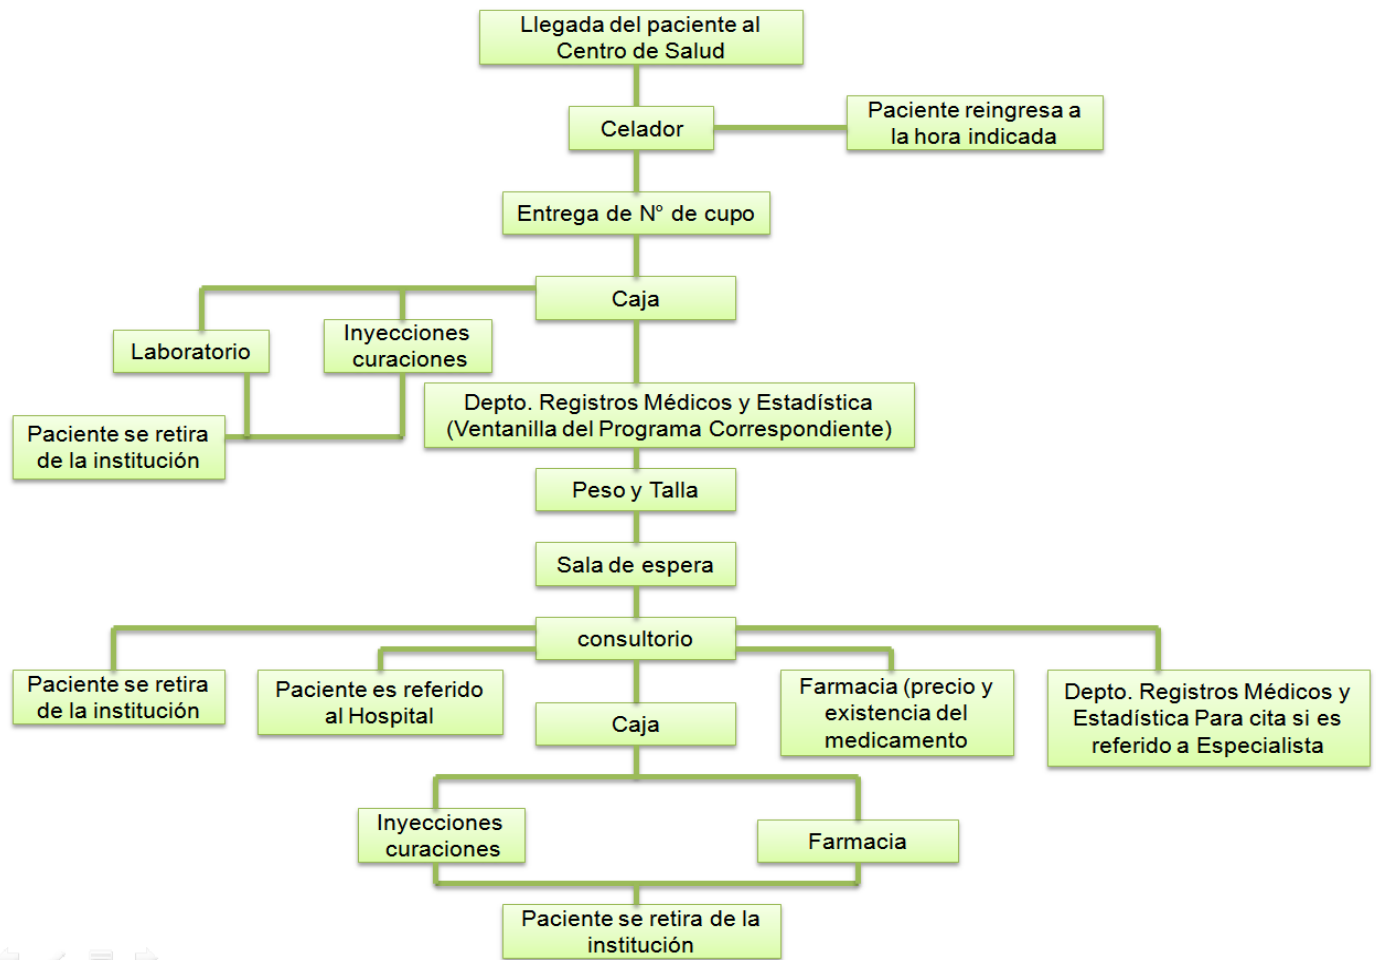 Llegada del paciente al
Centro de Salud
Celador
Paciente reingresa a
la hora indicada
Entrega de N° de cupo
Caja
Laboratorio
Inyecciones
curaciones
Depto. Registros Médicos y Estadística
(Ventanilla del Programa Correspondiente)
Paciente se retira
de la institución
Peso y Talla
Sala de espera
consultorio
Paciente se retira
de la institución
Paciente es referido
al Hospital
Caja
Farmacia (precio y
existencia del
medicamento
Depto. Registros Médicos y
Estadística Para cita si es
referido a Especialista
Inyecciones
curaciones
Farmacia
Paciente se retira de la
institución